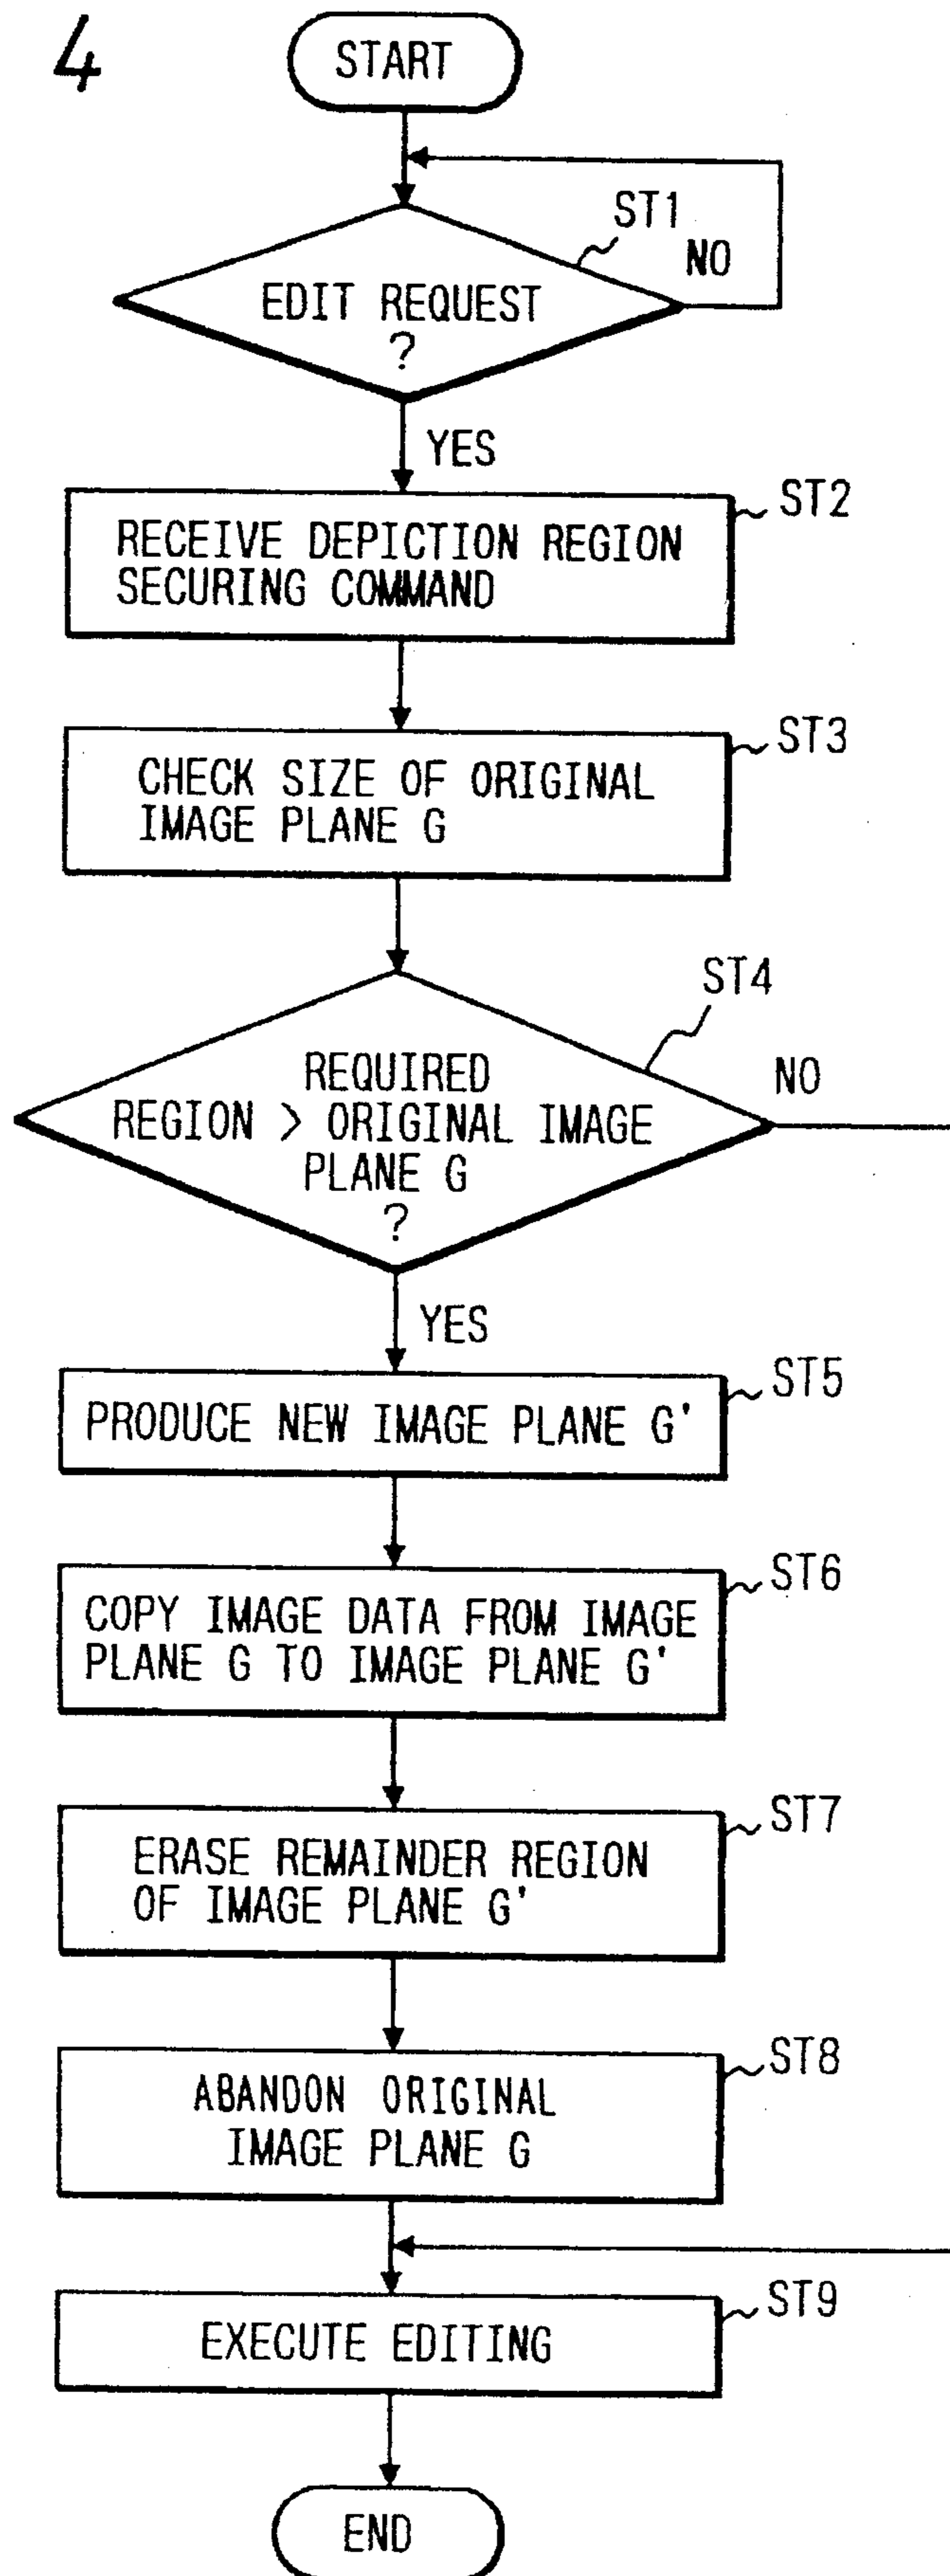 4
START
ST1
NO
EDIT REQUEST
?
YES
ST2
RECEIVE DEPICTION REGION
SECURING COMMAND
ST3
CHECK SIZE OF ORIGINAL
IMAGE PLANE G
ST4
NO
REQUIRED
REGION > ORIGINAL IMAGE
PLANE G
?
YES
ST5
PRODUCE NEW IMAGE PLANE G'
ST6
COPY IMAGE DATA FROM IMAGE
PLANE G TO IMAGE PLANE G'
ST7
ERASE REMAINDER REGION
OF IMAGE PLANE G'
ST8
ABANDON ORIGINAL
IMAGE PLANE G
ST9
EXECUTE EDITING
END